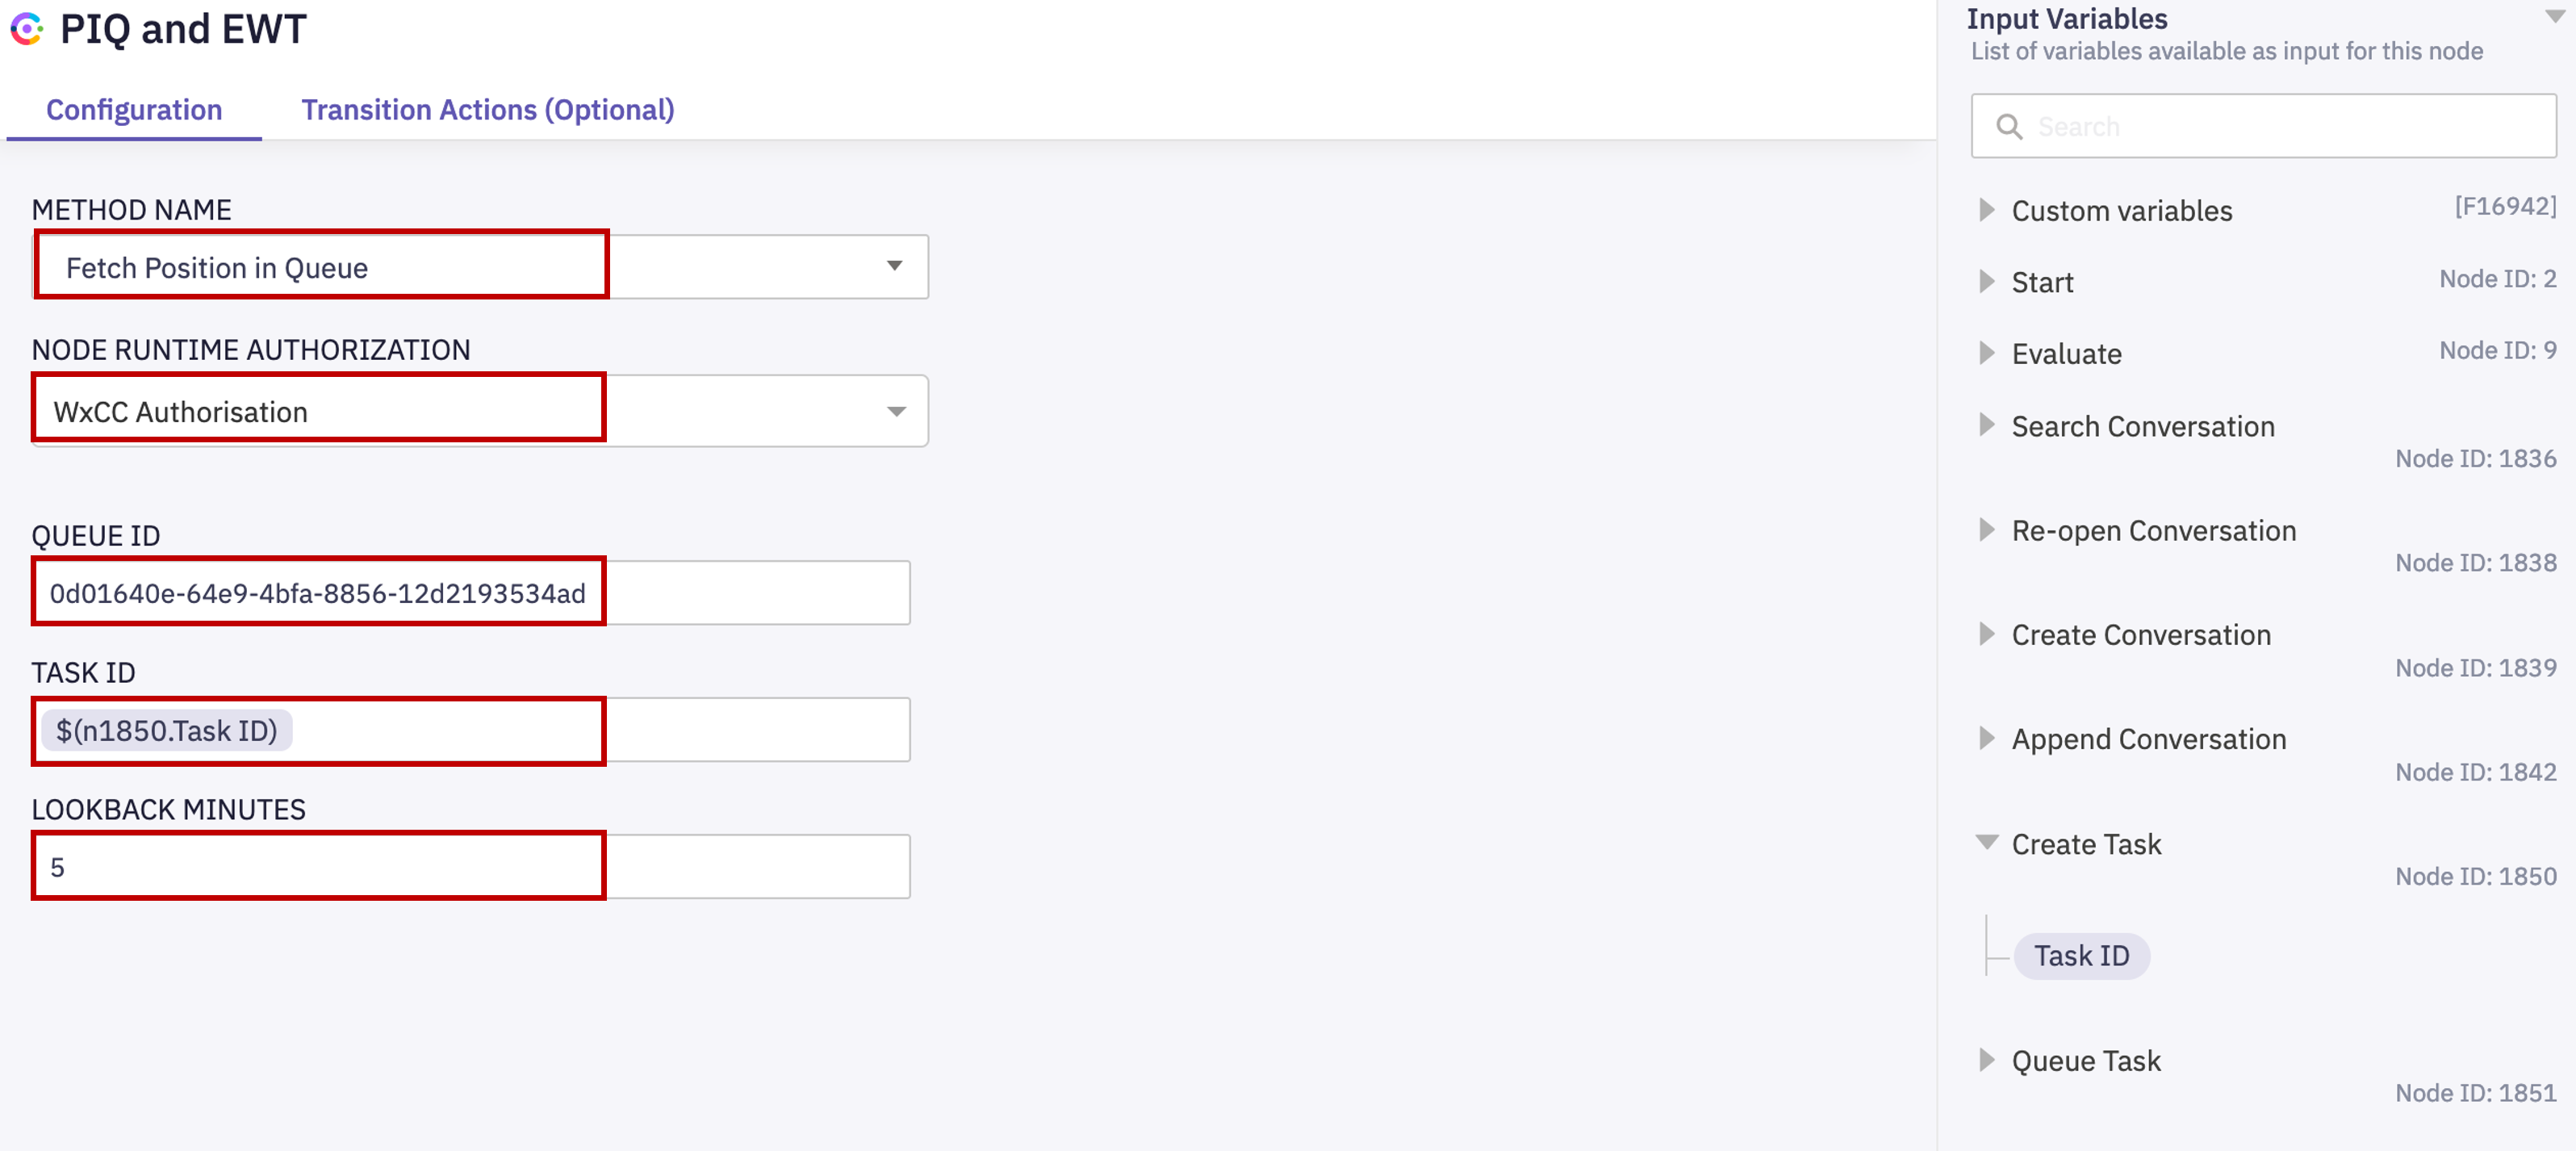 PIQ and EWT
Configuration
Transition Actions (Optional)
METHOD NAME
Fetch Position in Queue
NODE RUNTIME AUTHORIZATION
WxCC Authorisation
QUEUE ID
0d01640e-64e9-4bfa-8856-12d2193534ad
TASK ID
$(n1850.Task ID)
LOOKBACK MINUTES
5
Input Variables
List of variables available as input for this node
Search
Custom variables [F16942]
Start Node ID: 2
Evaluate Node ID: 9
Search Conversation
Node ID: 1836
Re-open Conversation
Node ID: 1838
Create Conversation
Node ID: 1839
Append Conversation
Node ID: 1842
Create Task
Node ID: 1850
Task ID
Queue Task
Node ID: 1851